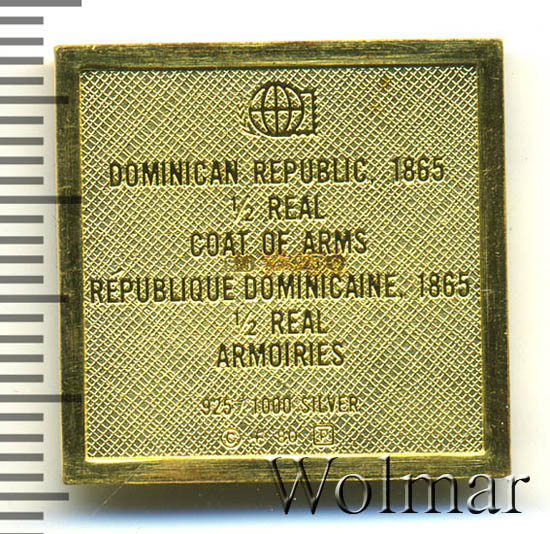 DOMINICAN REPUBLIC, 1865
½ REAL
COAT OF ARMS
RÉPUBLIQUE DOMINICAINE, 1865
½ REAL
ARMOIRIES
925 / 1000 SILVER
© F 80
Wolmar